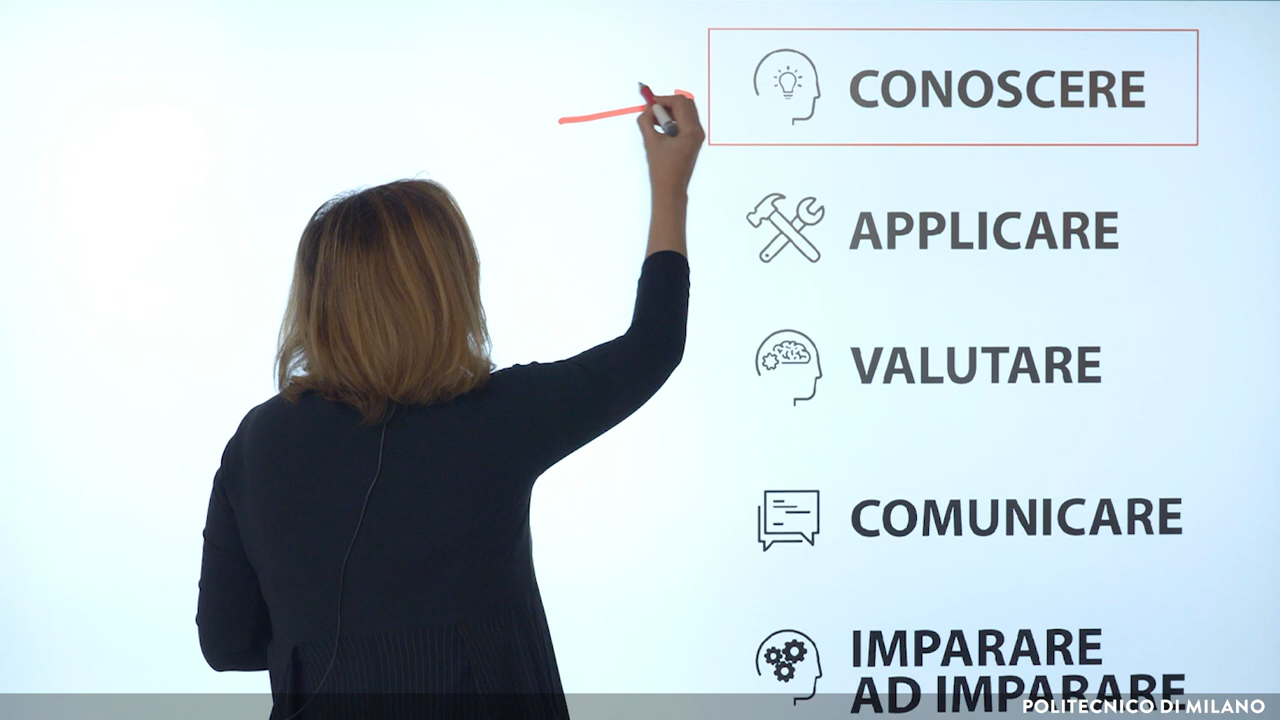 CONOSCERE
APPLICARE
VALUTARE
COMUNICARE
IMPARARE
AD IMPARARE
POLITECNICO DI MILANO